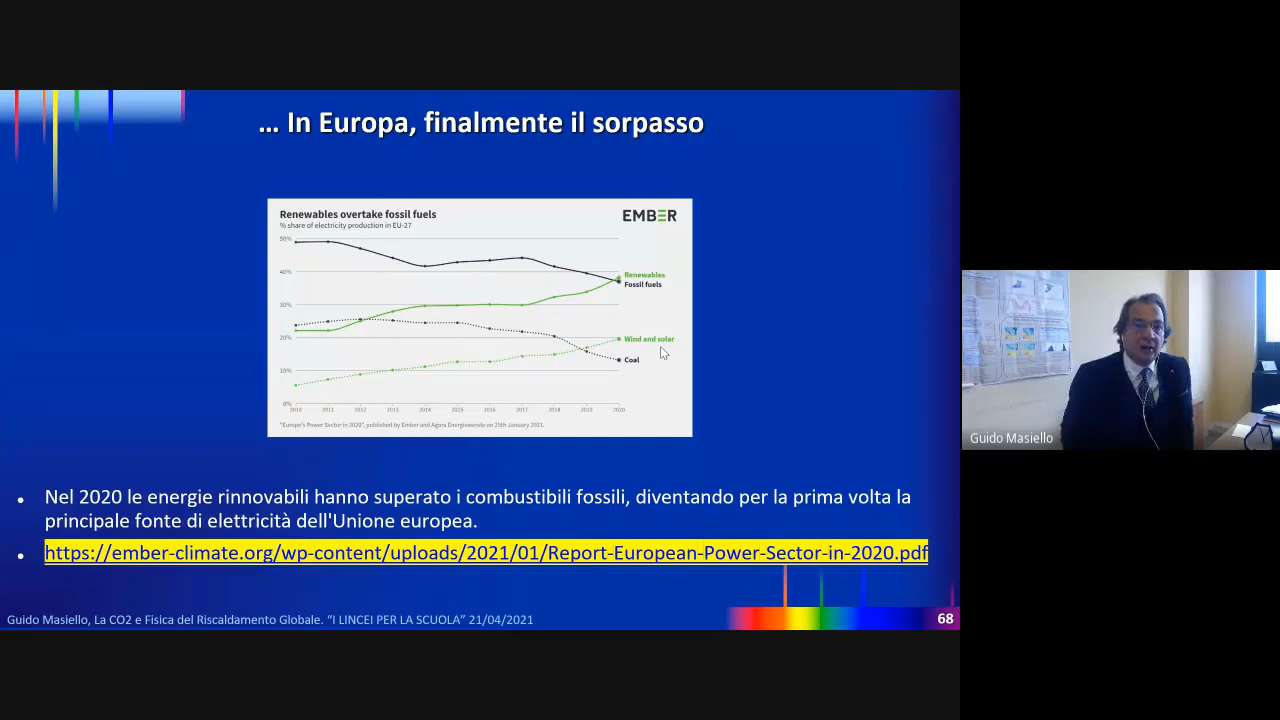 … In Europa, finalmente il sorpasso
Renewables overtake fossil fuels
EMBER
% share of electricity production in EU-27
50%
40%
30%
20%
10%
0%
Renewables
Fossil fuels
Wind and solar
Coal
2010 2011 2012 2013 2014 2015 2016 2017 2018 2019 2020
"Europe's Power Sector in 2020", published by Ember and Agora Energiewende on 25th January 2021.
• Nel 2020 le energie rinnovabili hanno superato i combustibili fossili, diventando per la prima volta la
principale fonte di elettricità dell'Unione europea.
• https://ember-climate.org/wp-content/uploads/2021/01/Report-European-Power-Sector-in-2020.pdf
Guido Masiello, La CO2 e Fisica del Riscaldamento Globale. “I LINCEI PER LA SCUOLA” 21/04/2021
68
Guido Masiello